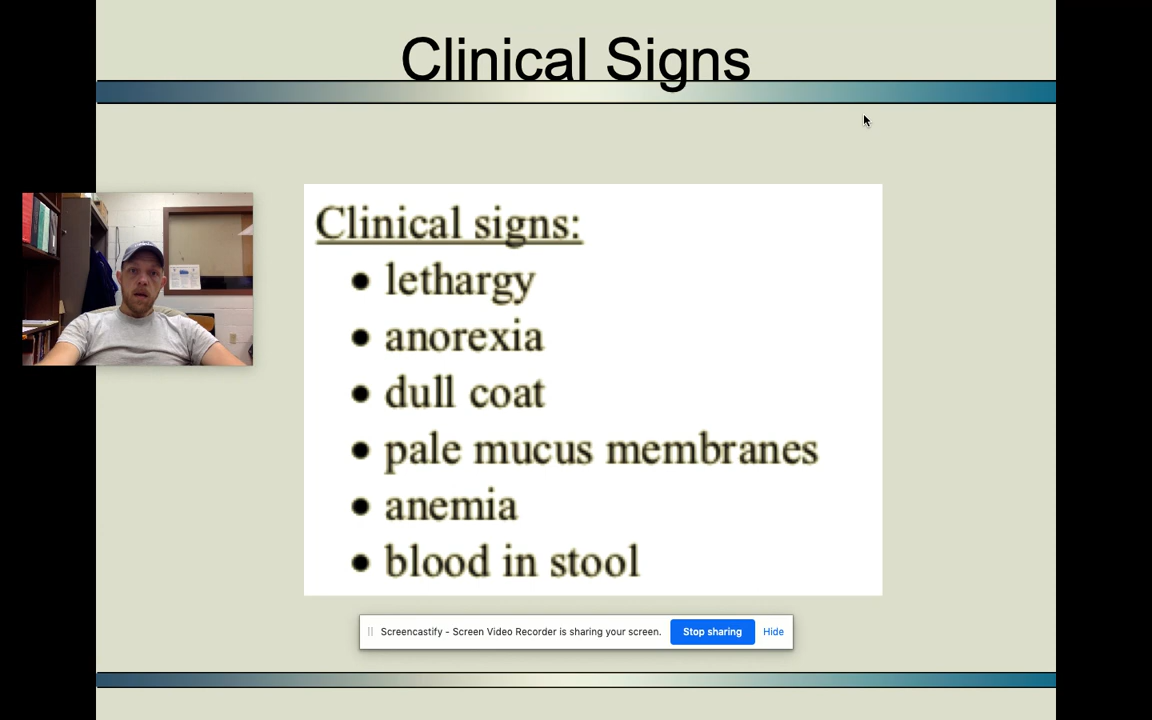 Clinical Signs
Clinical signs:
• lethargy
• anorexia
• dull coat
• pale mucus membranes
• anemia
• blood in stool
Screencastify - Screen Video Recorder is sharing your screen. Stop sharing Hide